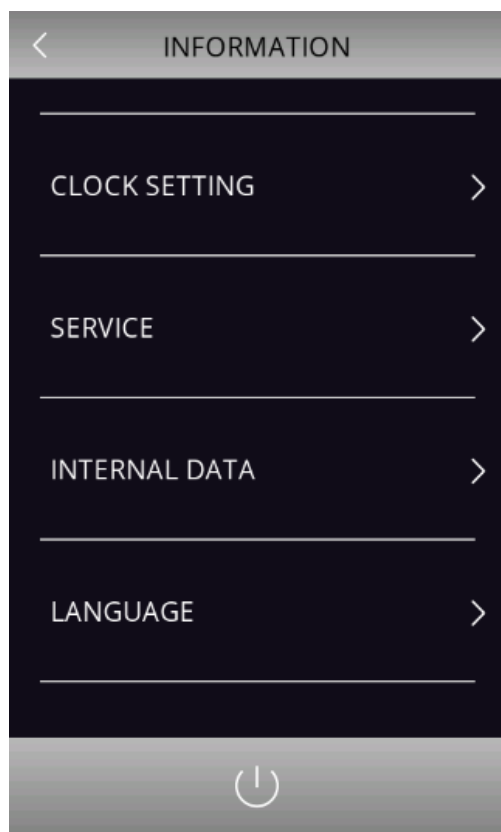 INFORMATION
CLOCK SETTING
SERVICE
INTERNAL DATA
LANGUAGE